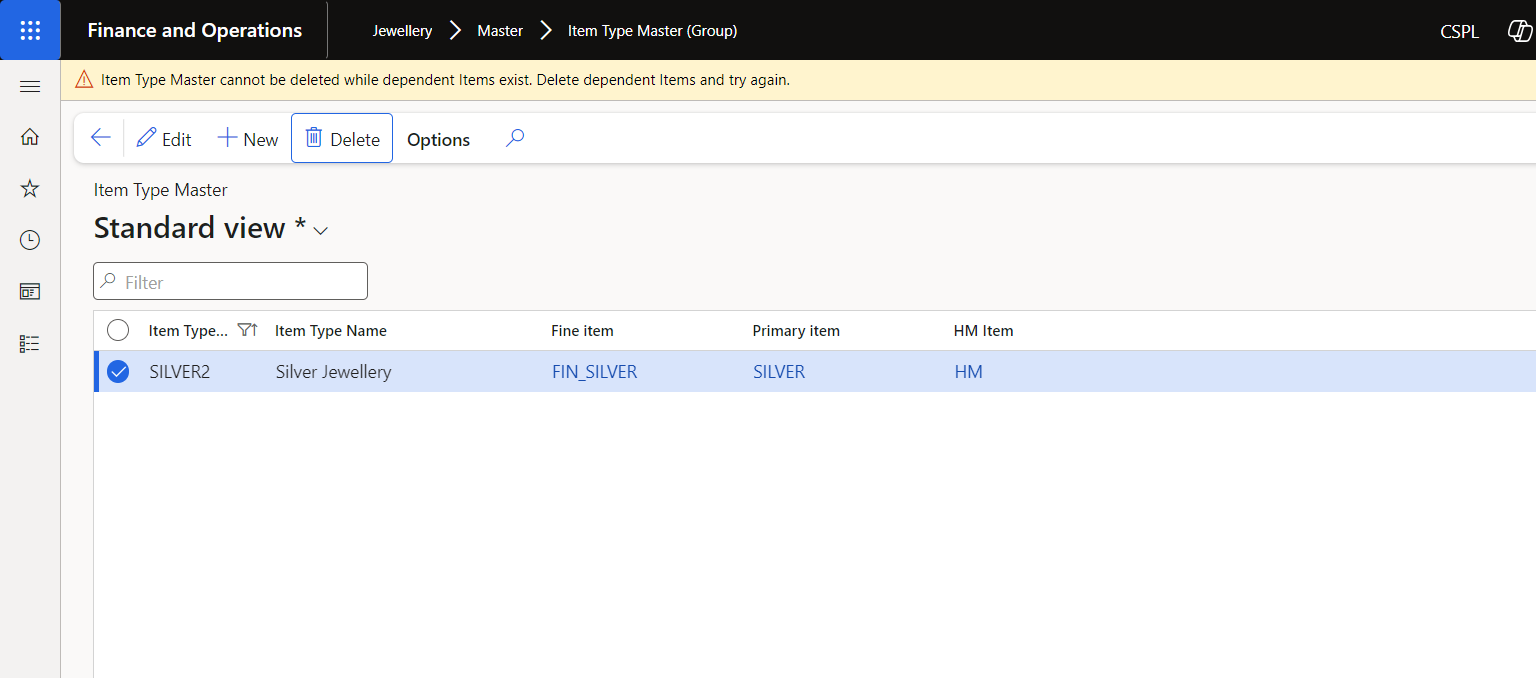 Finance and Operations Jewellery Master Item Type Master (Group) CSPL
Item Type Master cannot be deleted while dependent Items exist. Delete dependent Items and try again.
Edit New Delete Options
Item Type Master
Standard view *
Filter
Item Type... Item Type Name Fine item Primary item HM Item
SILVER2 Silver Jewellery FIN_SILVER SILVER HM